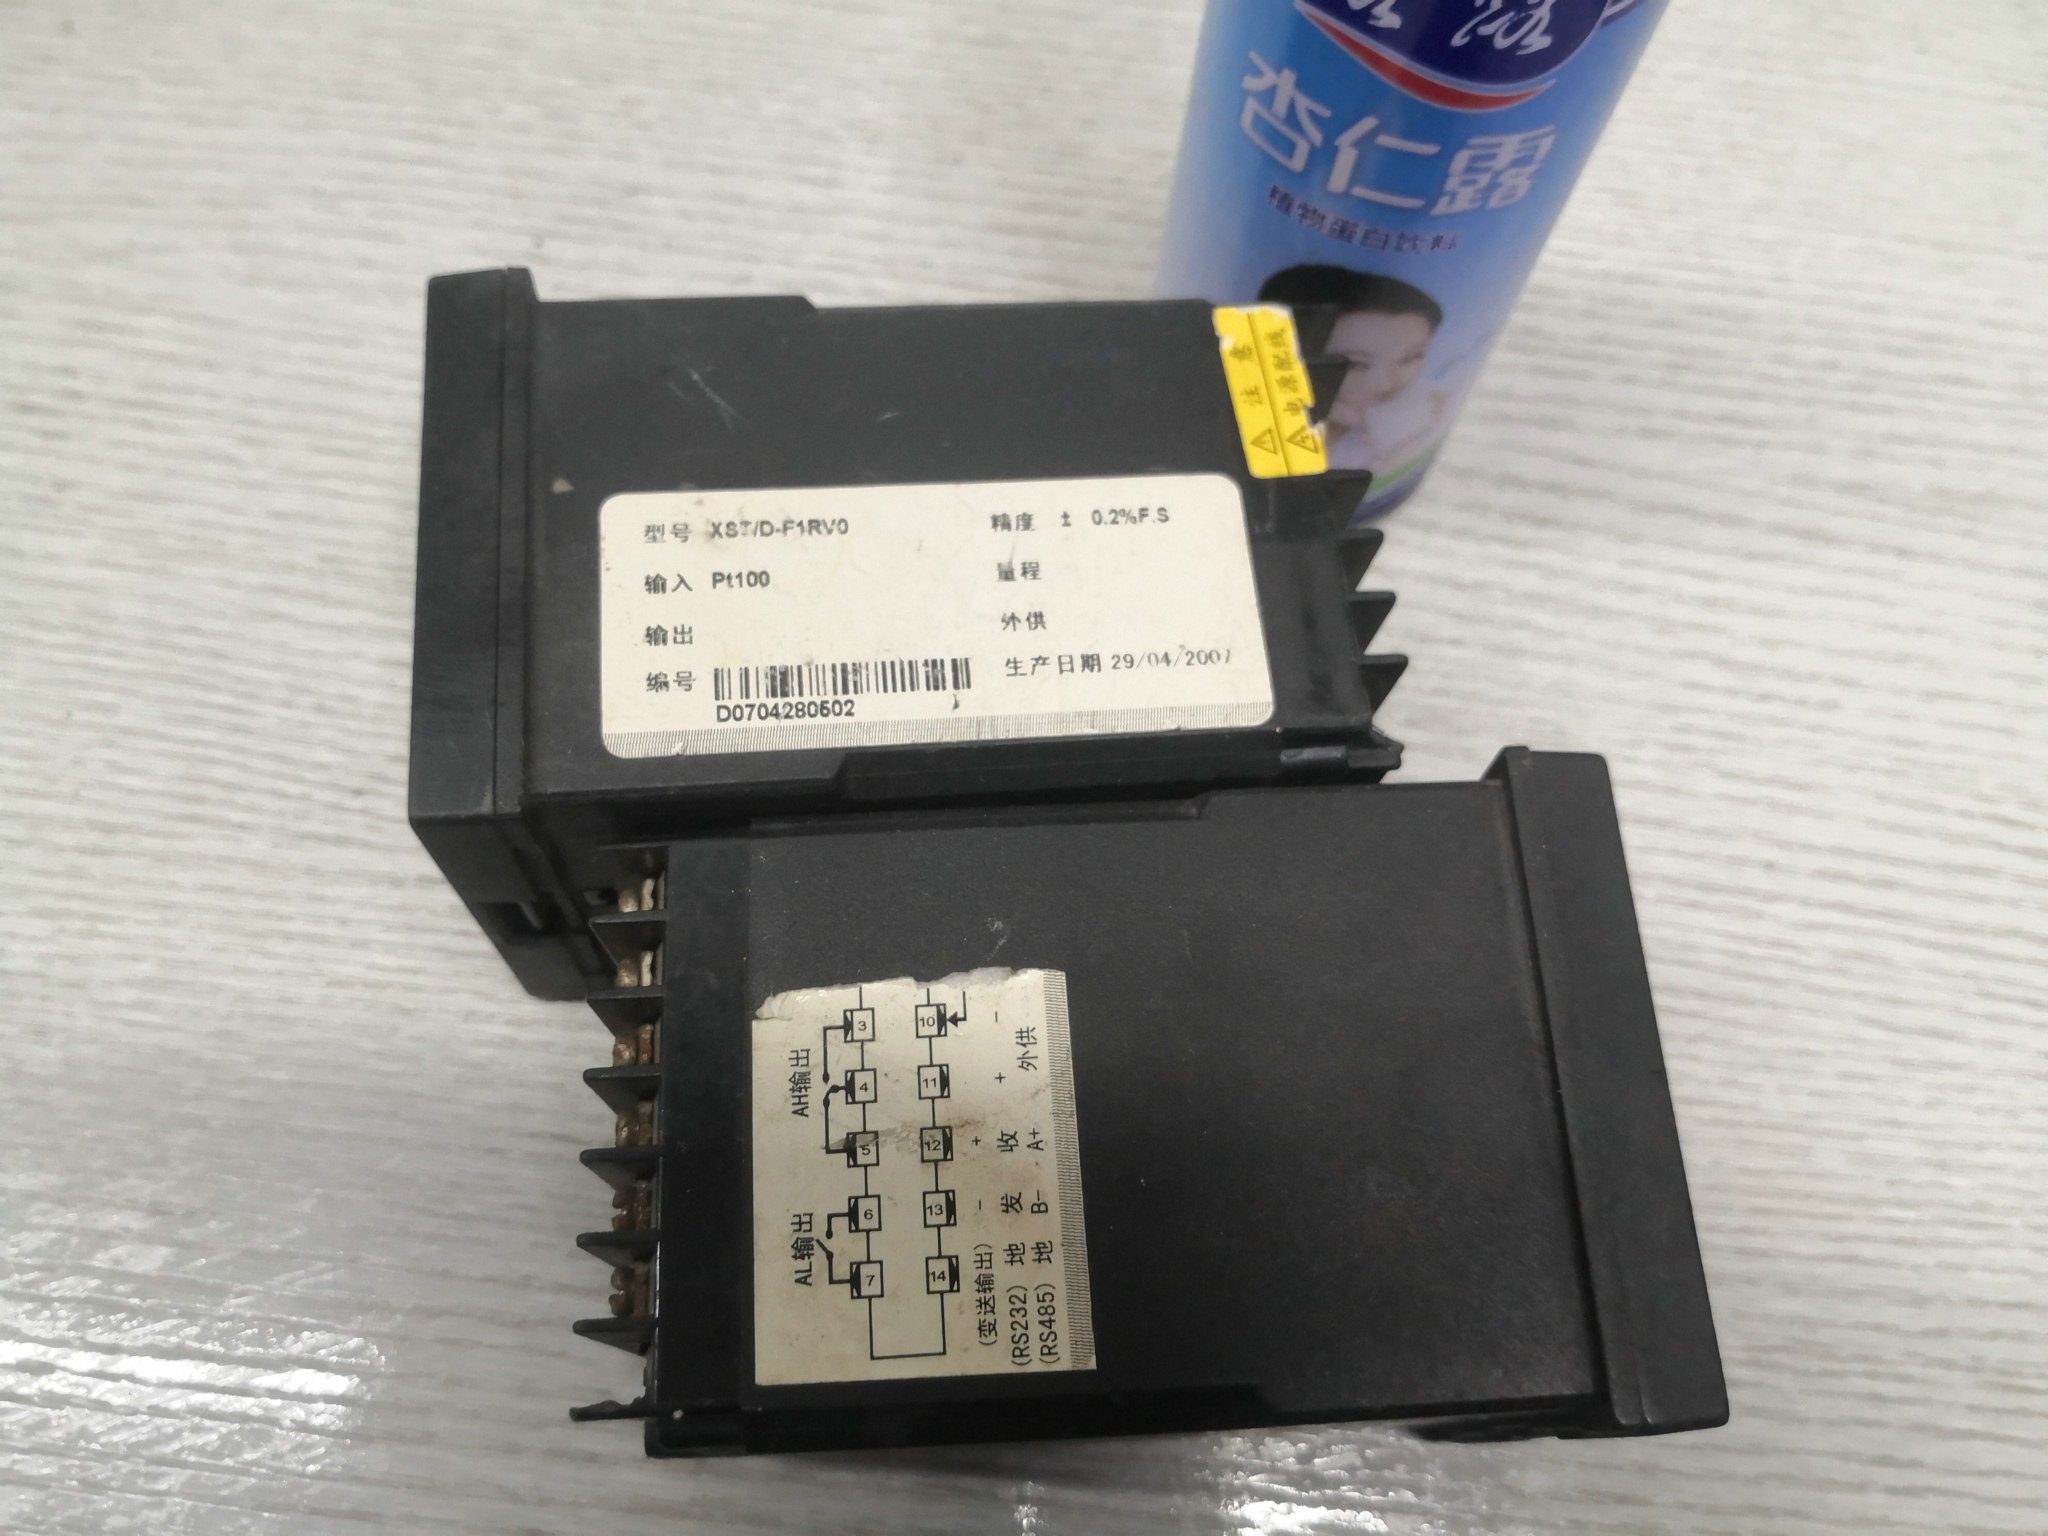 杏仁露
植物蛋白饮料
注 意
电源配线
型号 XST/D-F1RV0
精度 ± 0.2%F.S
输入 Pt100
量程
输出
外供
编号
生产日期 29/04/2007
D0704280502
AH输出
AL输出
3
4
5
6
7
10
11
12
13
14
- + 外供
(变送输出) - +
(RS232) 地 发 收
(RS485) 地 B- A+